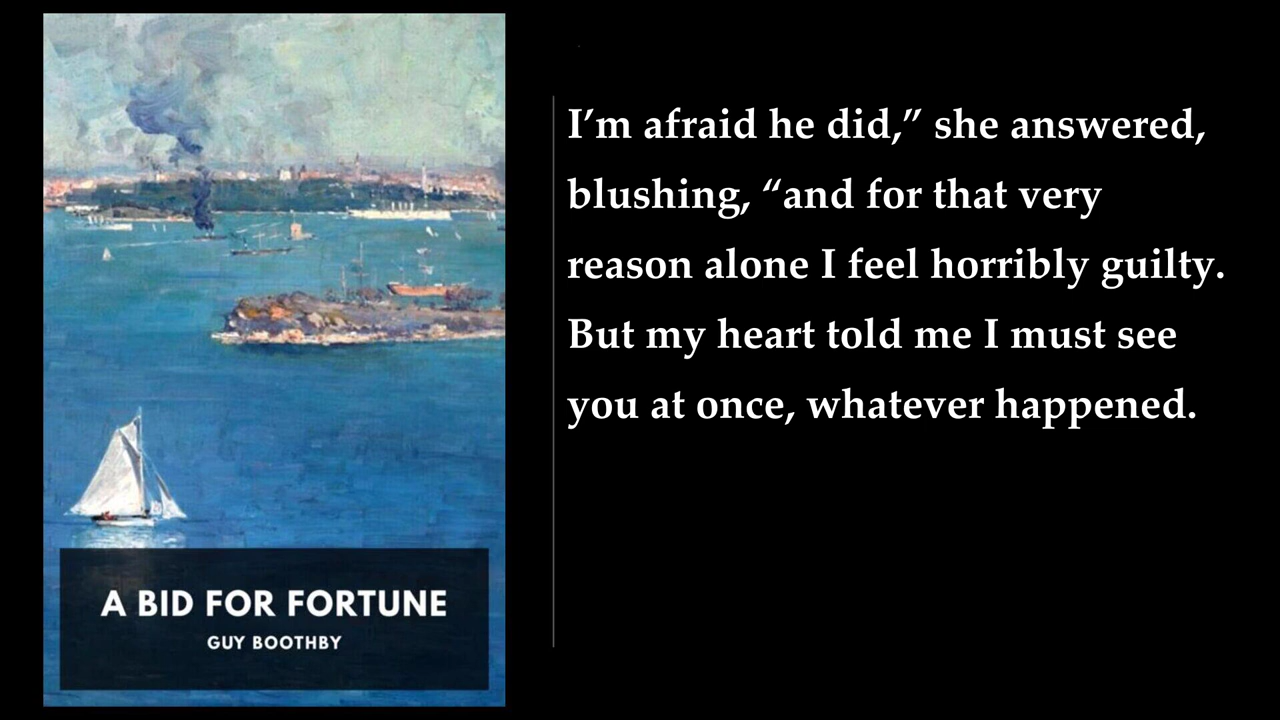 I’m afraid he did,” she answered,
blushing, “and for that very
reason alone I feel horribly guilty.
But my heart told me I must see
you at once, whatever happened.
A BID FOR FORTUNE
GUY BOOTHBY